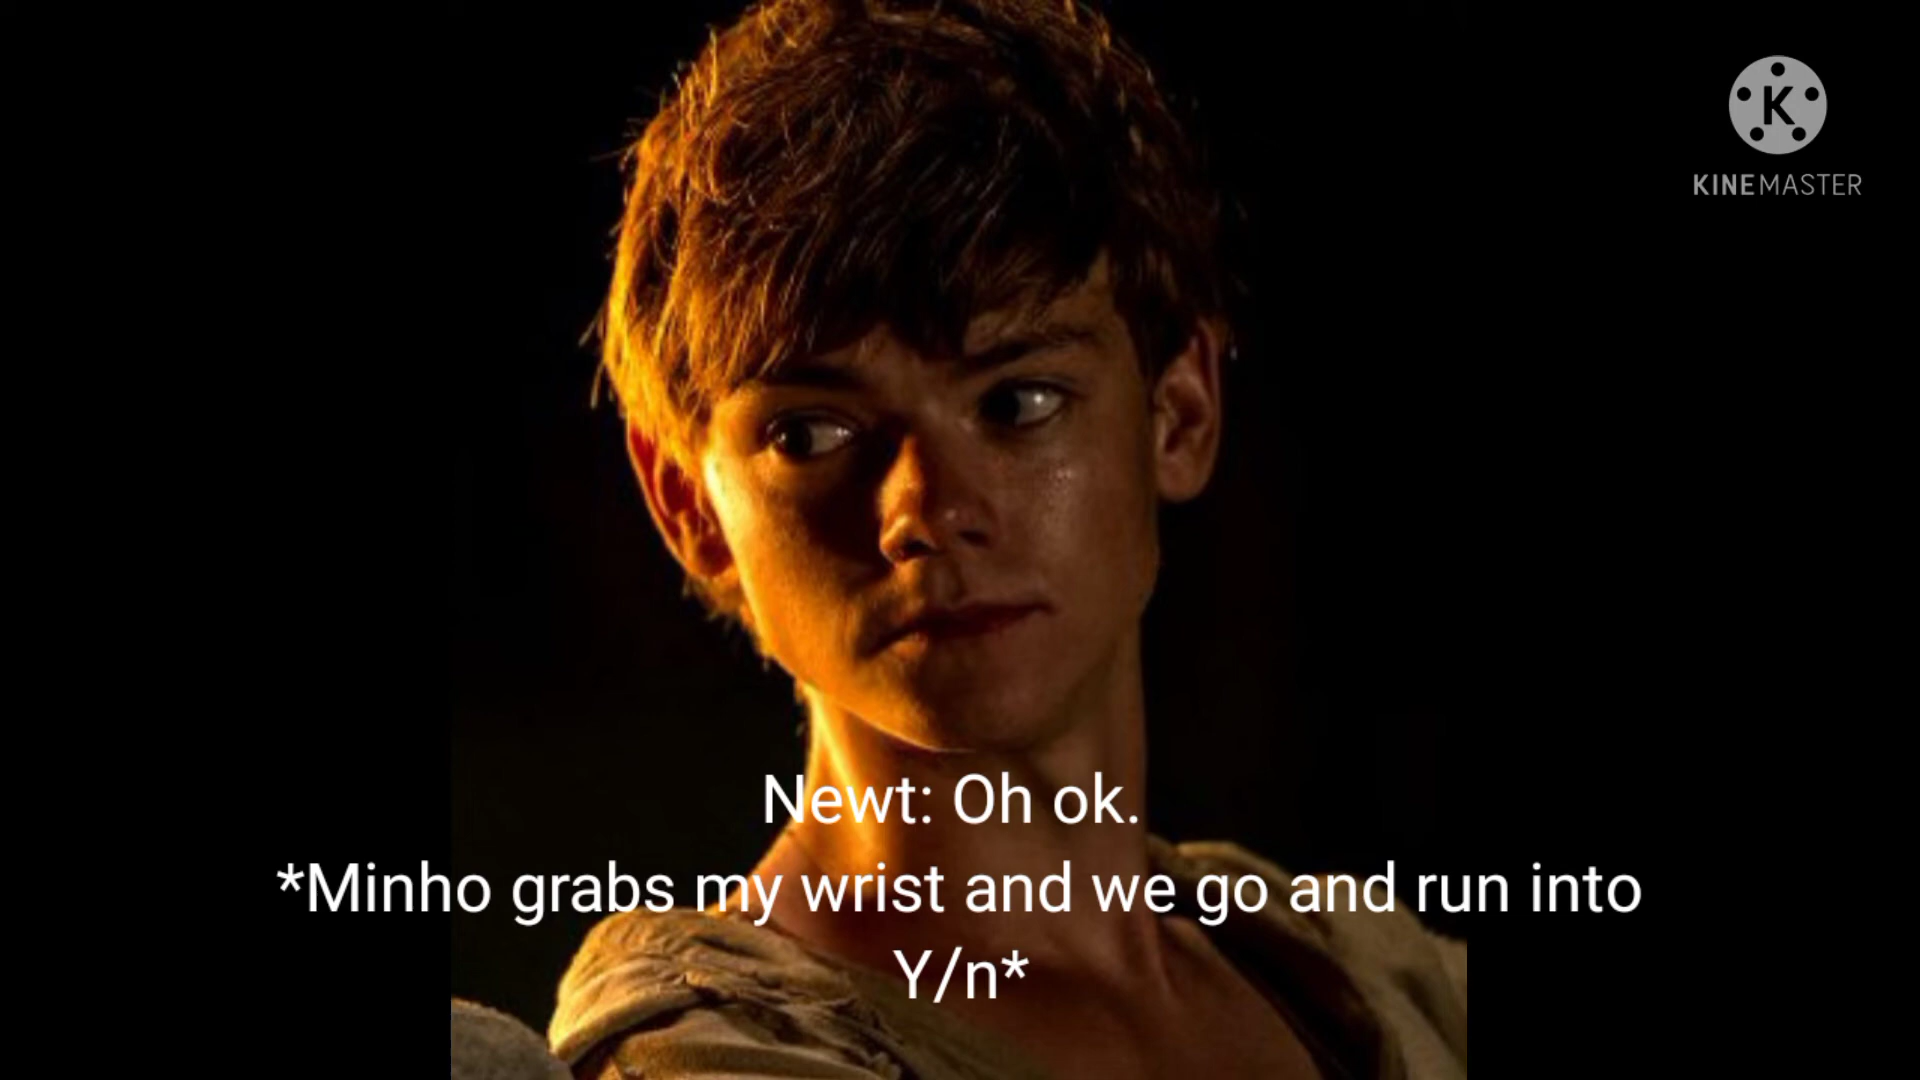 K
KINEMASTER
Newt: Oh ok.
*Minho grabs my wrist and we go and run into
Y/n*